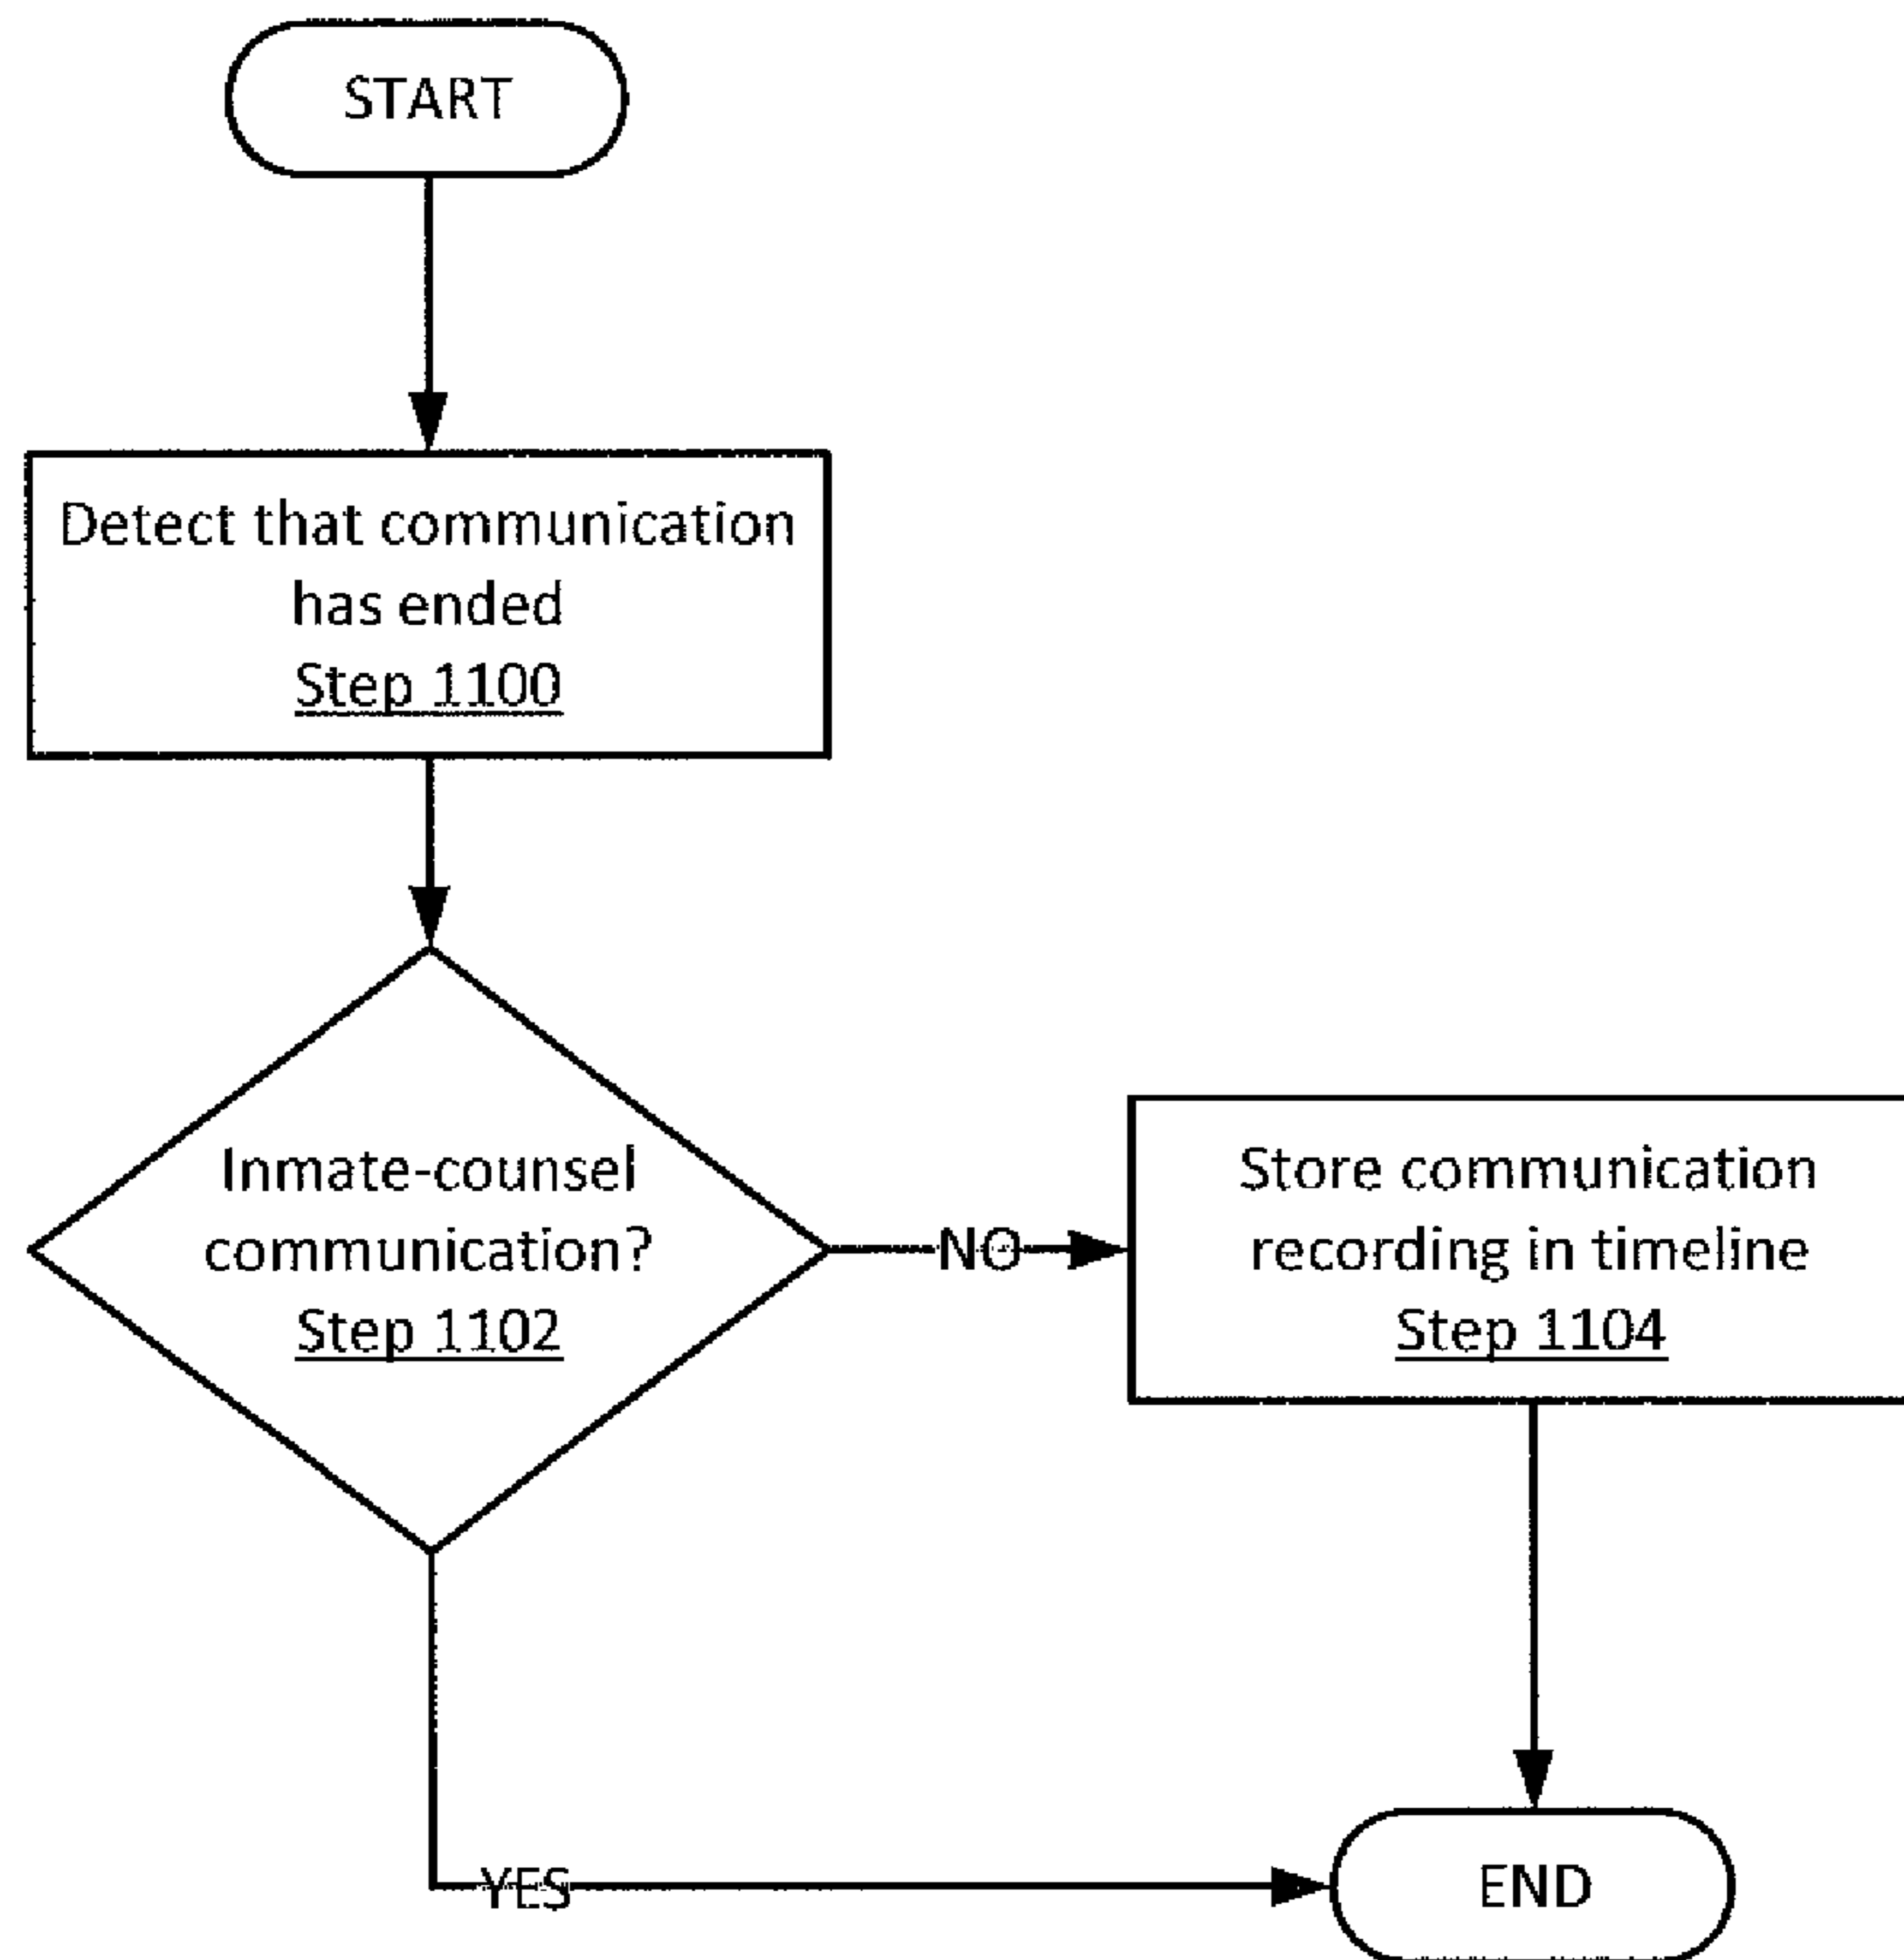 START
Detect that communication
has ended
Step 1100
Inmate-counsel
communication?
Step 1102
NO
Store communication
recording in timeline
Step 1104
YES
END